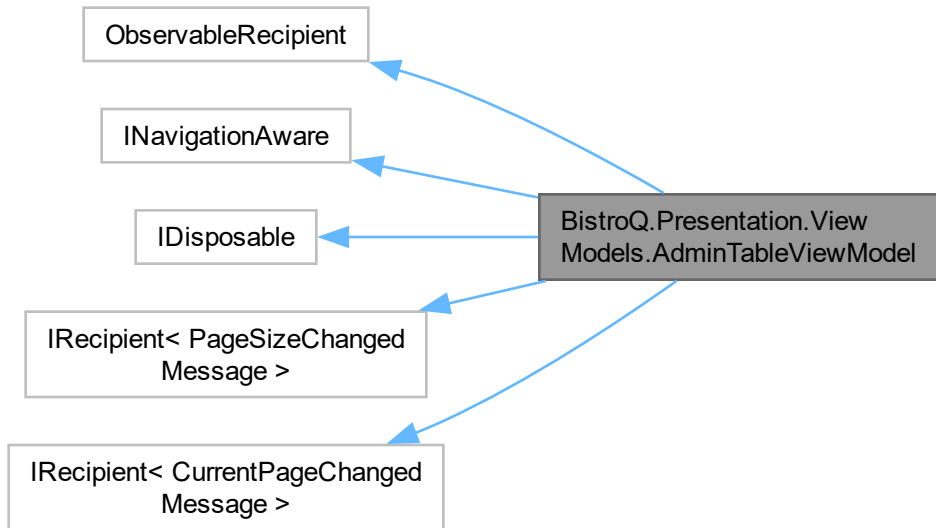 ObservableRecipient
INavigationAware
IDisposable
BistroQ.Presentation.View
Models.AdminTableViewModel
IRecipient< PageSizeChanged
Message >
IRecipient< CurrentPageChanged
Message >